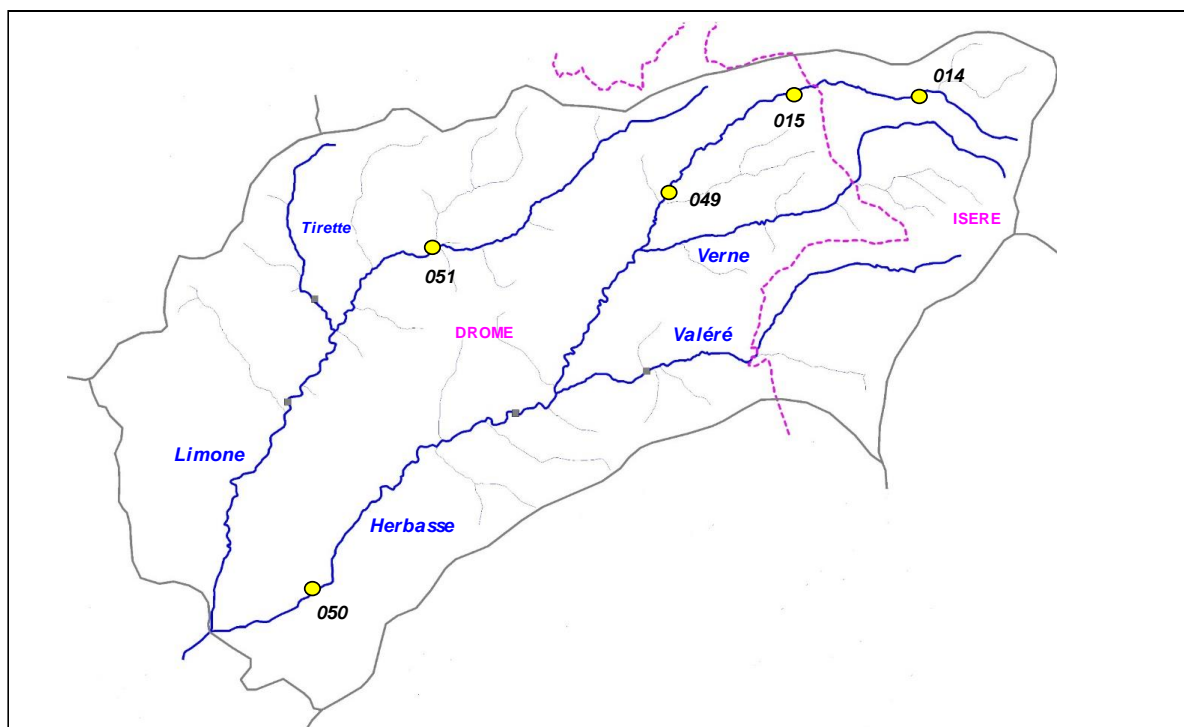 014
015
049
ISERE
Tirette
051
Verne
DROME
Valéré
Limone
Herbasse
050